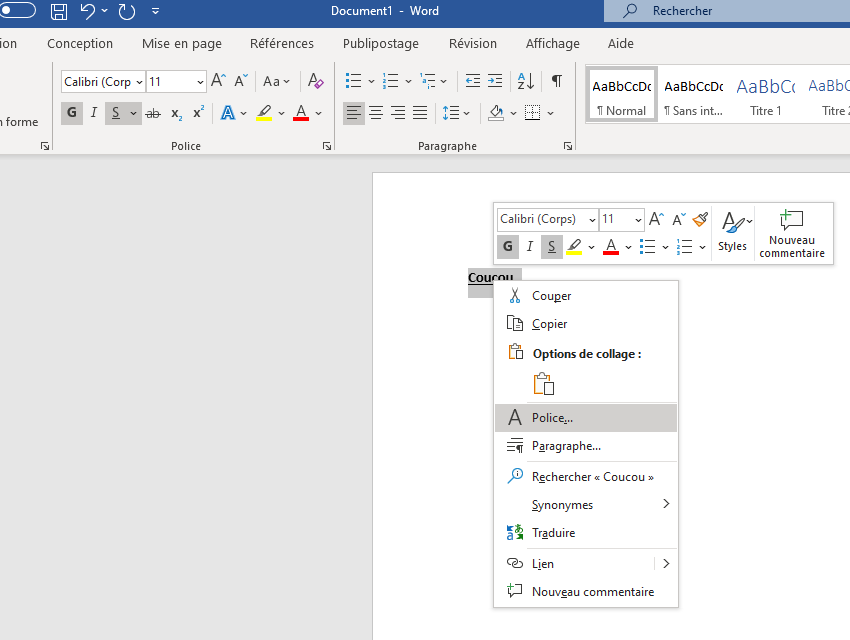 Document1 - Word
Rechercher
ion
Conception
Mise en page
Références
Publipostage
Révision
Affichage
Aide
n forme
Calibri (Corp
11
A
A
Aa
A
G
I
S
ab
x2
x2
A
A
Police
A
Z
¶
Paragraphe
AaBbCcDc
¶ Normal
AaBbCcDc
¶ Sans int...
AaBbCc
Titre 1
AaBbC
Titre 2
Calibri (Corps)
11
A
A
G
I
S
A
Styles
Nouveau
commentaire
Coucou
Couper
Copier
Options de collage :
Police...
Paragraphe...
Rechercher « Coucou »
Synonymes
Traduire
Lien
Nouveau commentaire